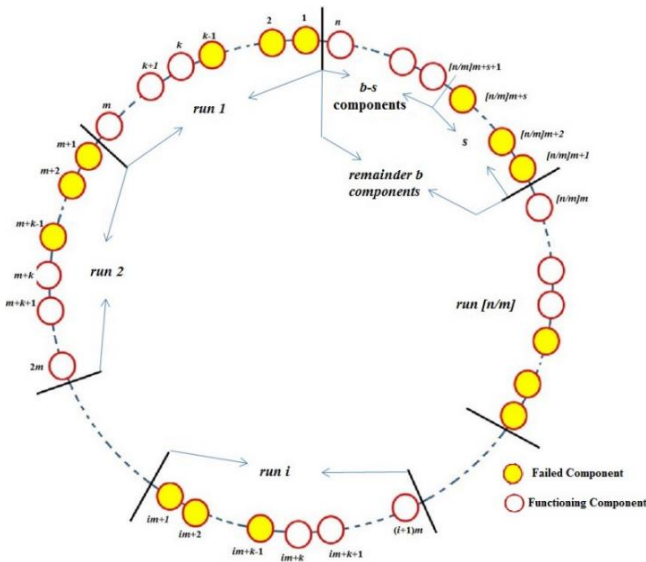 n
1
2
k-1
k
k+1
m
run 1
b-s
components
[n/m]m+s+1
[n/m]m+s
s
[n/m]m+2
[n/m]m+1
remainder b
components
[n/m]m
m+1
m+2
m+k-1
m+k
m+k+1
2m
run 2
run [n/m]
run i
im+1
im+2
im+k-1
im+k
im+k+1
(i+1)m
Failed Component
Functioning Component